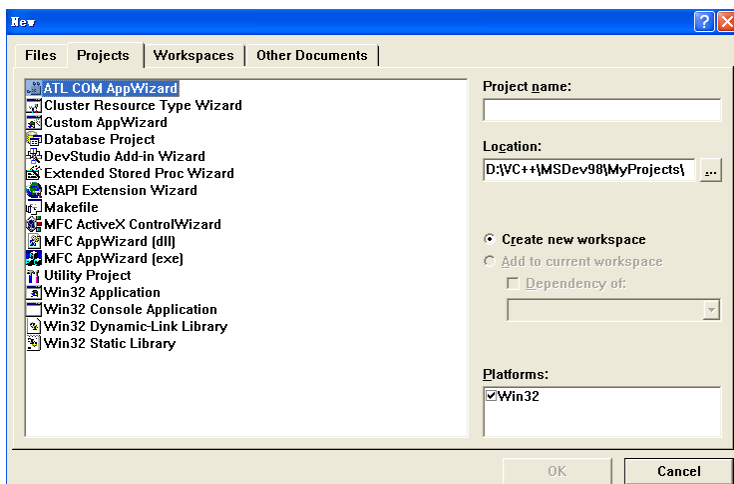 New
Files Projects Workspaces Other Documents
ATL COM AppWizard
Cluster Resource Type Wizard
Custom AppWizard
Database Project
DevStudio Add-in Wizard
Extended Stored Proc Wizard
ISAPI Extension Wizard
Makefile
MFC ActiveX ControlWizard
MFC AppWizard (dll)
MFC AppWizard (exe)
Utility Project
Win32 Application
Win32 Console Application
Win32 Dynamic-Link Library
Win32 Static Library
Project name:
Location:
D:\VC++\MSDev98\MyProjects\ ...
Create new workspace
Add to current workspace
Dependency of:
Platforms:
Win32
OK Cancel